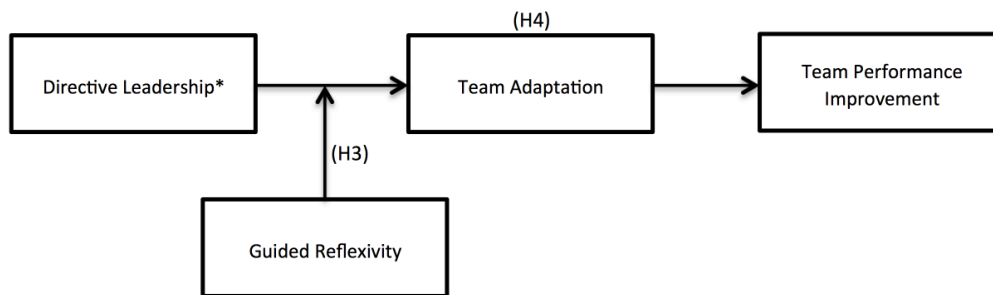 (H4)
Directive Leadership*
Team Adaptation
Team Performance
Improvement
(H3)
Guided Reflexivity